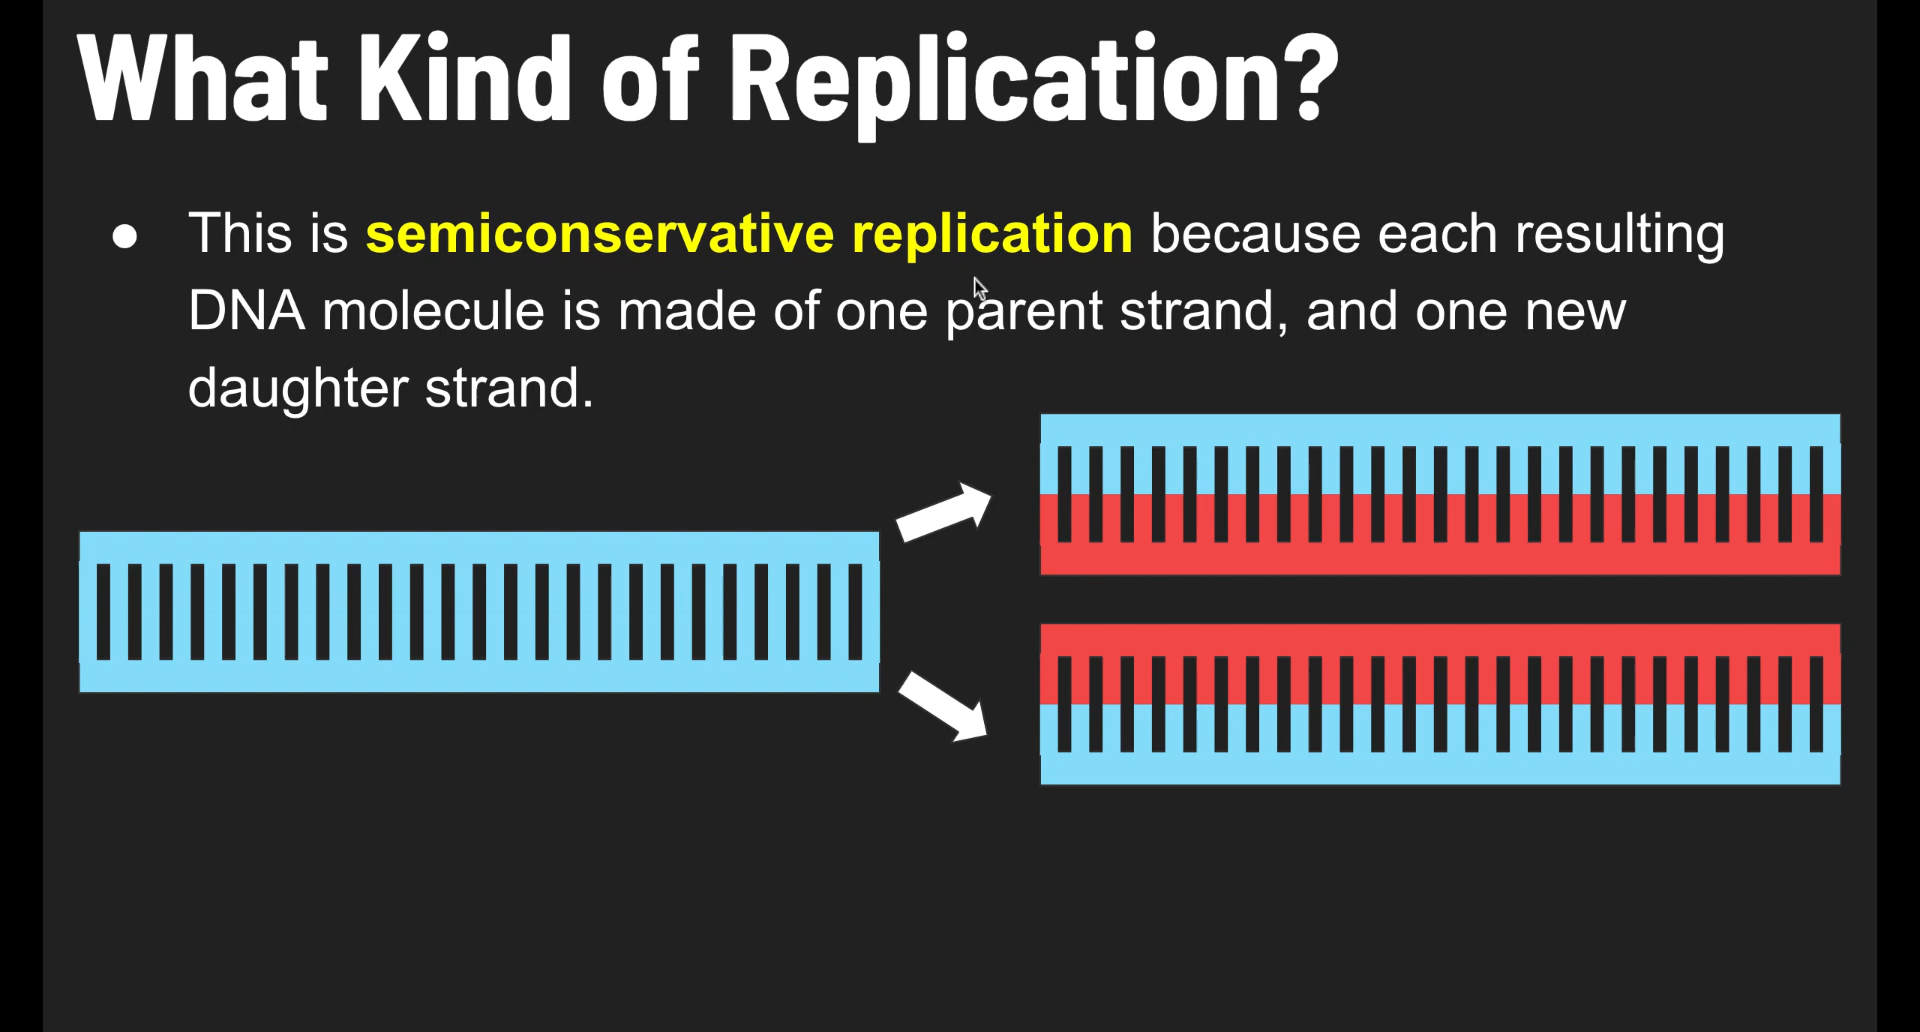 What Kind of Replication?
● This is semiconservative replication because each resulting
DNA molecule is made of one parent strand, and one new
daughter strand.